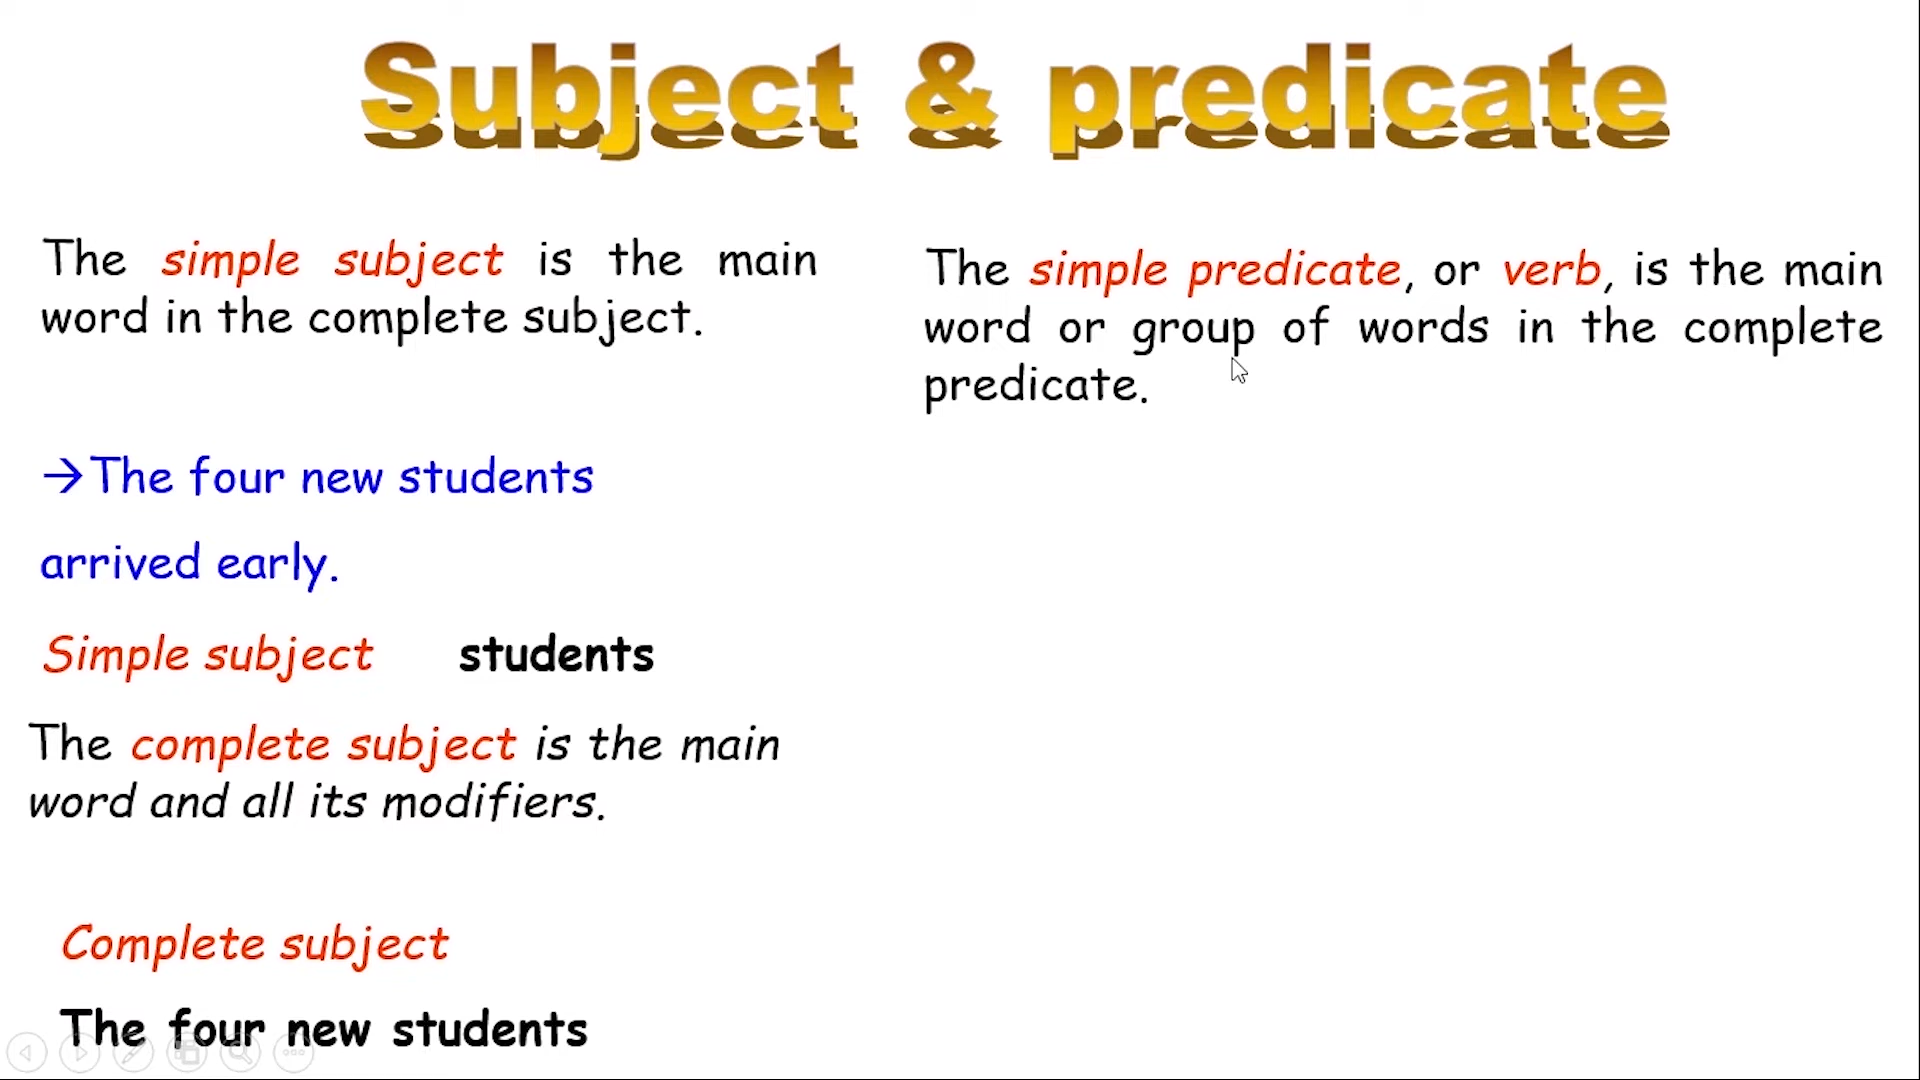 Subject & predicate
The simple subject is the main
word in the complete subject.
→The four new students
arrived early.
Simple subject students
The complete subject is the main
word and all its modifiers.
Complete subject
The four new students
The simple predicate, or verb, is the main
word or group of words in the complete
predicate.